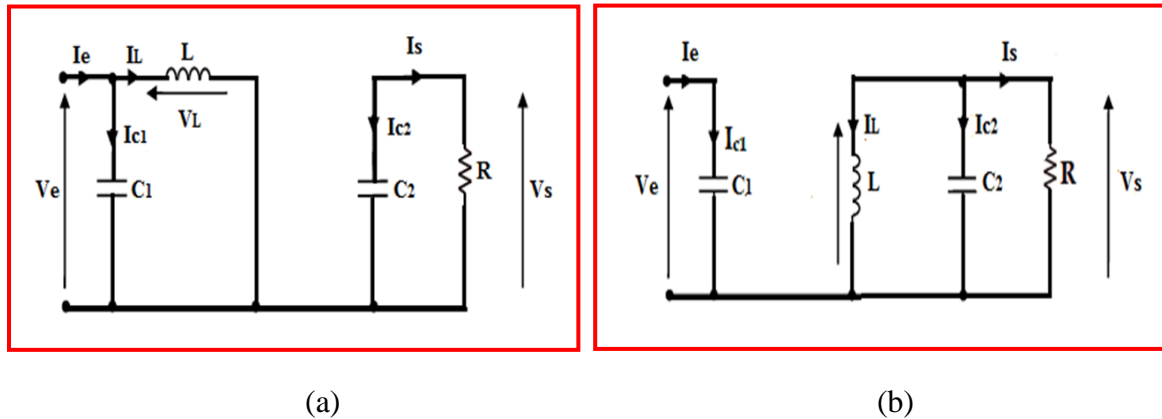 Ie IL L Is
VL
Ic1 Ic2
Ve C1 C2 R Vs
(a)
Ie Is
Ic1 IL Ic2
Ve C1 L C2 R Vs
(b)